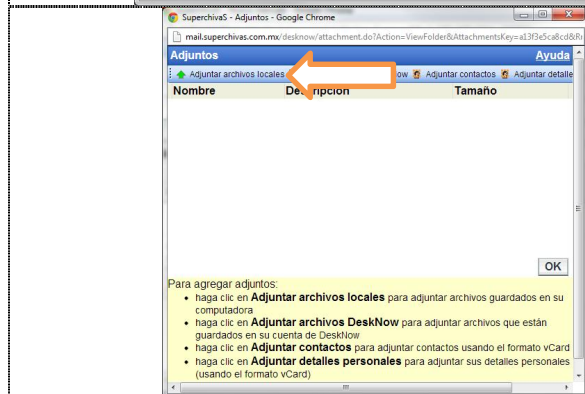 SuperchivaS - Adjuntos - Google Chrome
mail.superchivas.com.mx/desknow/attachment.do?Action=ViewFolder&AttachmentsKey=a13f3e5ca8cd&R
Adjuntos Ayuda
Adjuntar archivos locales ow Adjuntar contactos Adjuntar detalle
Nombre Descripción Tamaño
OK
Para agregar adjuntos:
• haga clic en Adjuntar archivos locales para adjuntar archivos guardados en su
computadora
• haga clic en Adjuntar archivos DeskNow para adjuntar archivos que están
guardados en su cuenta de DeskNow
• haga clic en Adjuntar contactos para adjuntar contactos usando el formato vCard
• haga clic en Adjuntar detalles personales para adjuntar sus detalles personales
(usando el formato vCard)